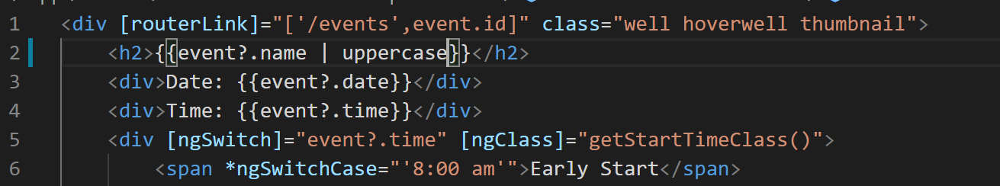 1 <div [routerLink]="['/events',event.id]" class="well hoverwell thumbnail">
2 <h2>{{event?.name | uppercase}}</h2>
3 <div>Date: {{event?.date}}</div>
4 <div>Time: {{event?.time}}</div>
5 <div [ngSwitch]="event?.time" [ngClass]="getStartTimeClass()">
6 <span *ngSwitchCase="'8:00 am'">Early Start</span>